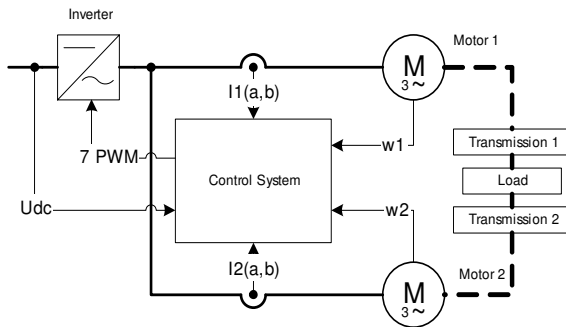 Inverter
Motor 1
M
3~
I1(a,b)
7 PWM
w1
Transmission 1
Control System
Load
Udc
w2
Transmission 2
I2(a,b)
Motor 2
M
3~